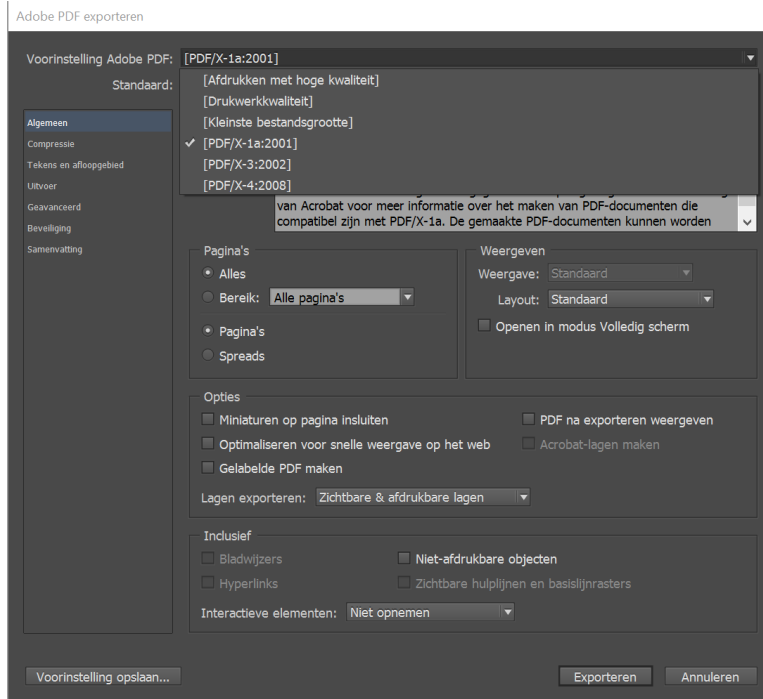 Adobe PDF exporteren
Voorinstelling Adobe PDF: [PDF/X-1a:2001]
Standaard:
[Afdrukken met hoge kwaliteit]
[Drukwerkkwaliteit]
[Kleinste bestandsgrootte]
[PDF/X-1a:2001]
[PDF/X-3:2002]
[PDF/X-4:2008]
Algemeen
Compressie
Tekens en afloopgebied
Uitvoer
Geavanceerd
Beveiliging
Samenvatting
van Acrobat voor meer informatie over het maken van PDF-documenten die
compatibel zijn met PDF/X-1a. De gemaakte PDF-documenten kunnen worden
Pagina's
Alles
Bereik: Alle pagina's
Pagina's
Spreads
Weergeven
Weergave: Standaard
Layout: Standaard
Openen in modus Volledig scherm
Opties
Miniaturen op pagina insluiten
PDF na exporteren weergeven
Optimaliseren voor snelle weergave op het web
Acrobat-lagen maken
Gelabelde PDF maken
Lagen exporteren: Zichtbare & afdrukbare lagen
Inclusief
Bladwijzers
Niet-afdrukbare objecten
Hyperlinks
Zichtbare hulplijnen en basislijnrasters
Interactieve elementen: Niet opnemen
Voorinstelling opslaan...
Exporteren
Annuleren